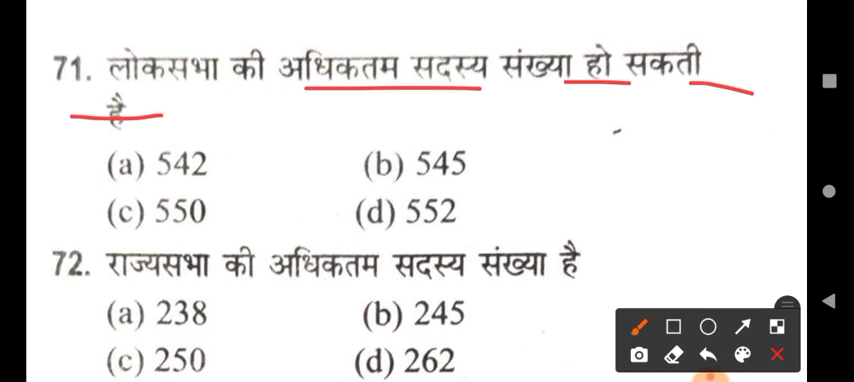 71. लोकसभा की अधिकतम सदस्य संख्या हो सकती
है
(a) 542 (b) 545
(c) 550 (d) 552
72. राज्यसभा की अधिकतम सदस्य संख्या है
(a) 238 (b) 245
(c) 250 (d) 262